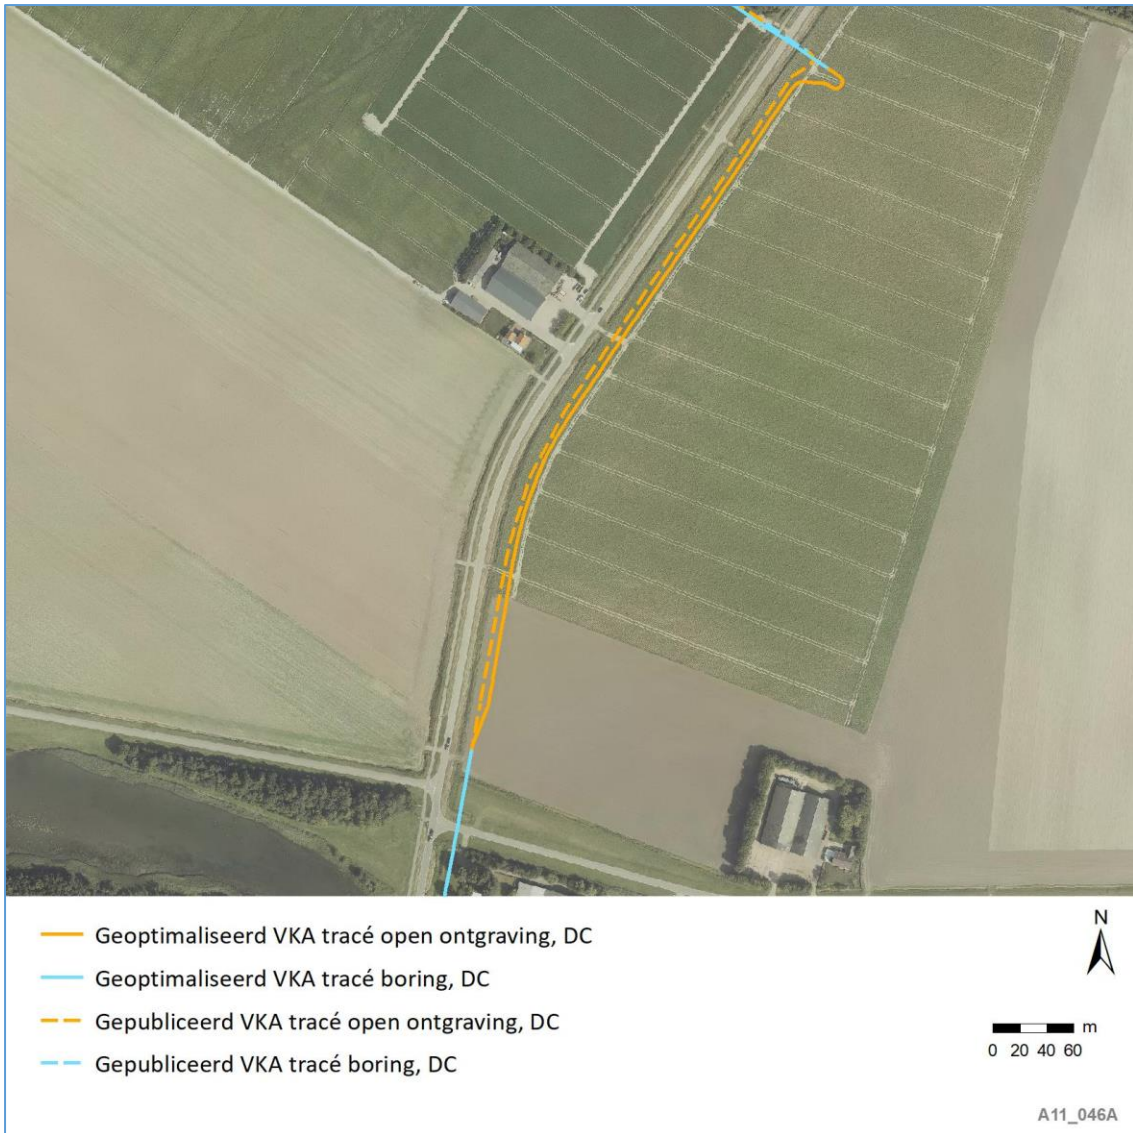 Geoptimaliseerd VKA tracé open ontgraving, DC
Geoptimaliseerd VKA tracé boring, DC
Gepubliceerd VKA tracé open ontgraving, DC
Gepubliceerd VKA tracé boring, DC
N
m
0 20 40 60
A11_046A